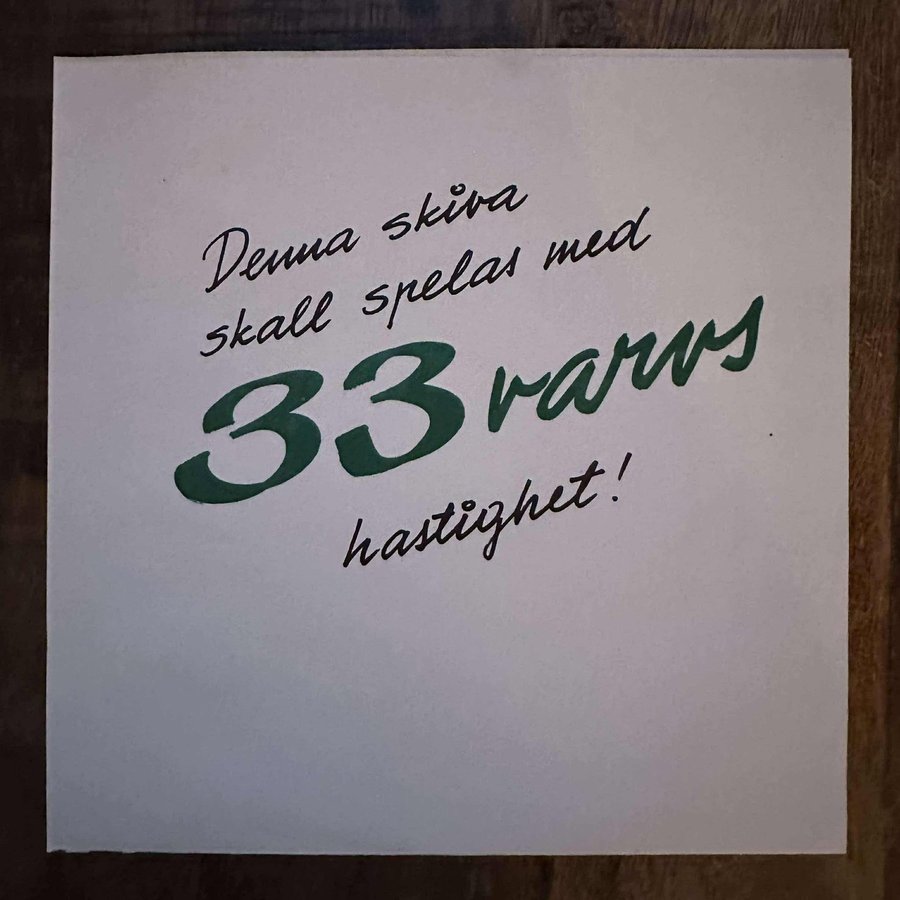 Denna skiva
skall spelas med
33 varvs
hastighet!